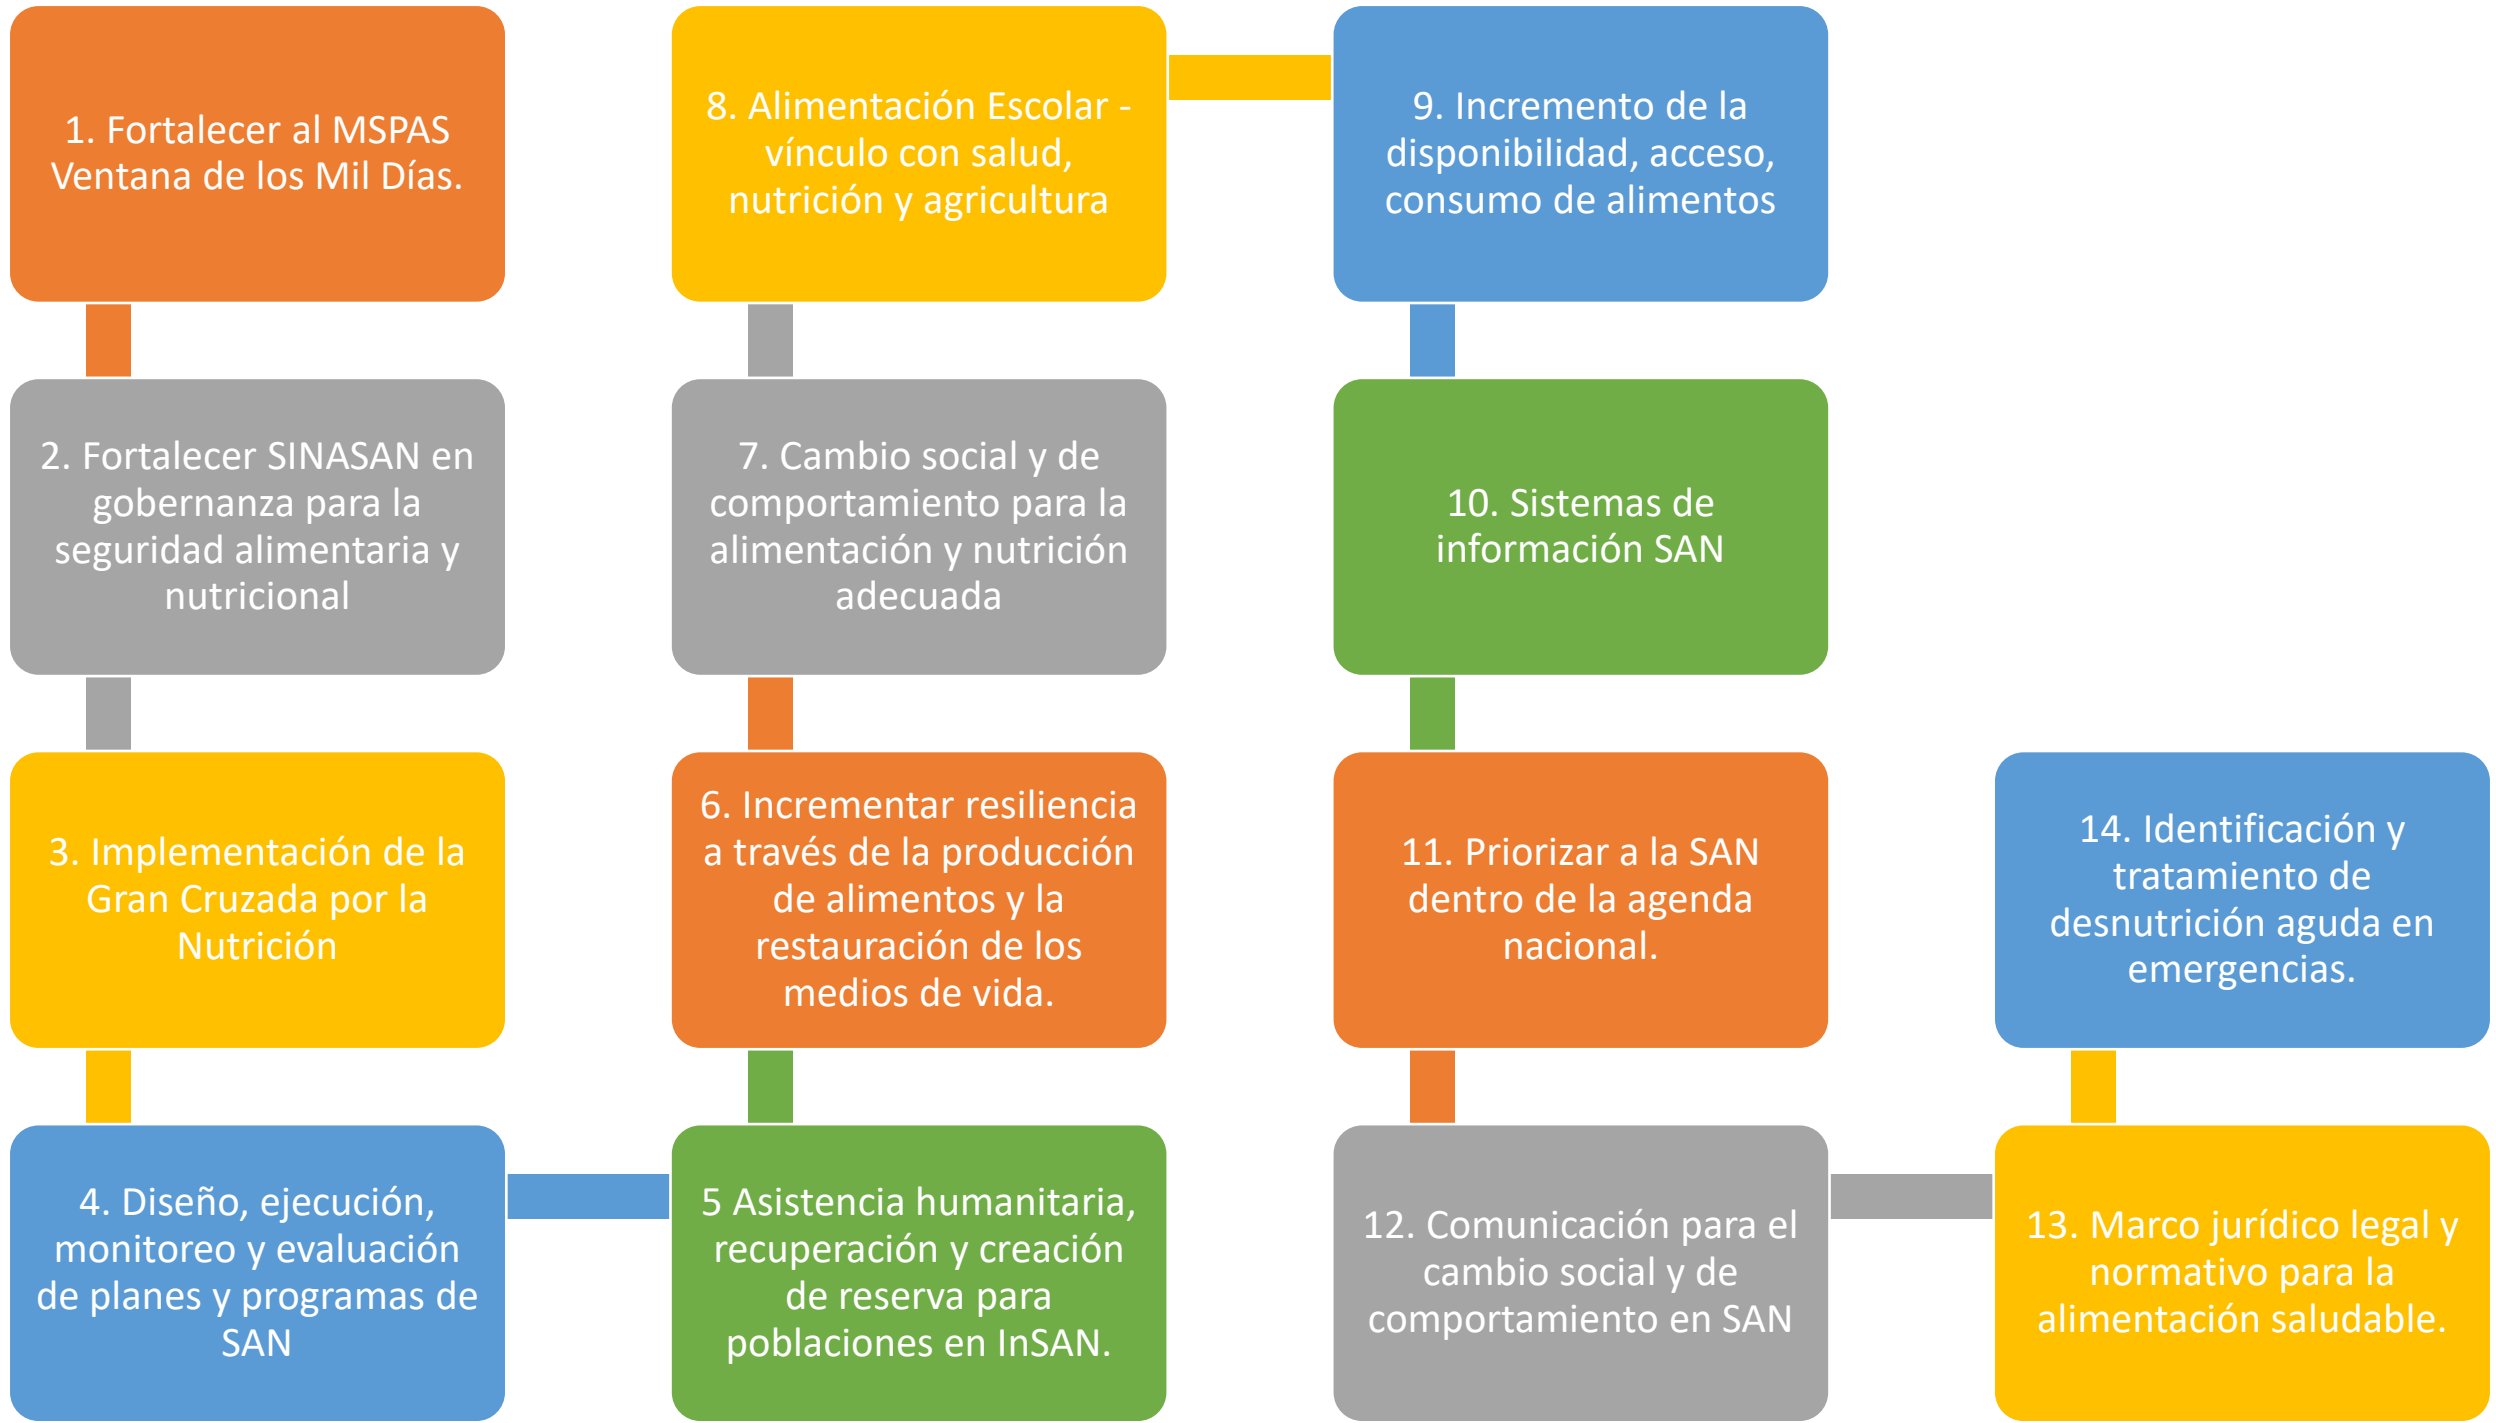 1. Fortalecer al MSPAS
Ventana de los Mil Días.
2. Fortalecer SINASAN en
gobernanza para la
seguridad alimentaria y
nutricional
3. Implementación de la
Gran Cruzada por la
Nutrición
4. Diseño, ejecución,
monitoreo y evaluación
de planes y programas de
SAN
5 Asistencia humanitaria,
recuperación y creación
de reserva para
poblaciones en InSAN.
6. Incrementar resiliencia
a través de la producción
de alimentos y la
restauración de los
medios de vida.
7. Cambio social y de
comportamiento para la
alimentación y nutrición
adecuada
8. Alimentación Escolar -
vínculo con salud,
nutrición y agricultura
9. Incremento de la
disponibilidad, acceso,
consumo de alimentos
10. Sistemas de
información SAN
11. Priorizar a la SAN
dentro de la agenda
nacional.
12. Comunicación para el
cambio social y de
comportamiento en SAN
13. Marco jurídico legal y
normativo para la
alimentación saludable.
14. Identificación y
tratamiento de
desnutrición aguda en
emergencias.